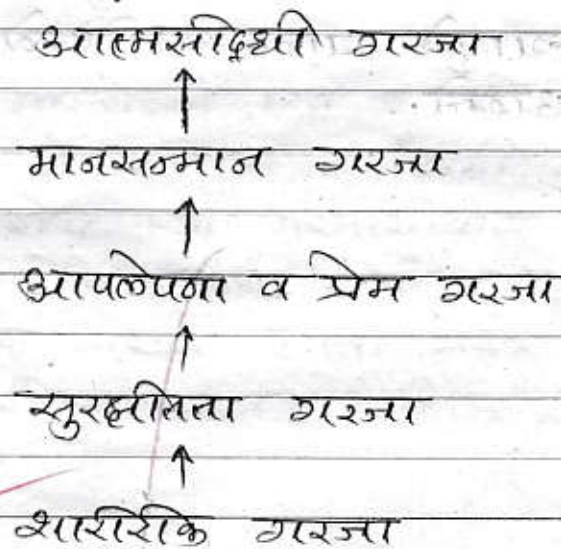 आत्मसिद्धी गरजा
↑
मानसन्मान गरजा
↑
आपलेपणा व प्रेम गरजा
↑
सुरक्षीतता गरजा
↑
शारीरीक गरजा